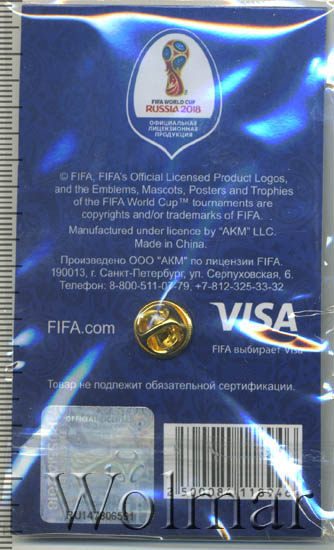 FIFA WORLD CUP
RUSSIA 2018
ОФИЦИАЛЬНАЯ
ЛИЦЕНЗИОННАЯ
ПРОДУКЦИЯ
© FIFA, FIFA's Official Licensed Product Logos,
and the Emblems, Mascots, Posters and Trophies
of the FIFA World Cup™ tournaments are
copyrights and/or trademarks of FIFA.
Manufactured under licence by "AKM" LLC.
Made in China.
Произведено ООО "АКМ" по лицензии FIFA.
190013, г. Санкт-Петербург, ул. Серпуховская, 6.
Телефон: 8-800-511-07-79, +7-812-325-33-32
FIFA.com
VISA
FIFA выбирает Visa
Товар не подлежит обязательной сертификации.
OFFICIAL
RU147806551
Wolmar